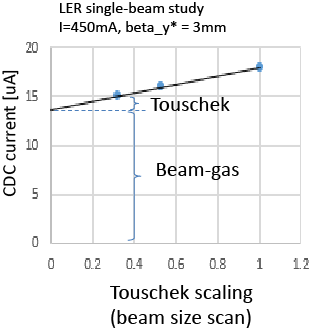 LER single-beam study
I=450mA, beta_y* = 3mm
CDC current [uA]
20
15
10
5
0
Touschek
Beam-gas
0 0.2 0.4 0.6 0.8 1 1.2
Touschek scaling
(beam size scan)